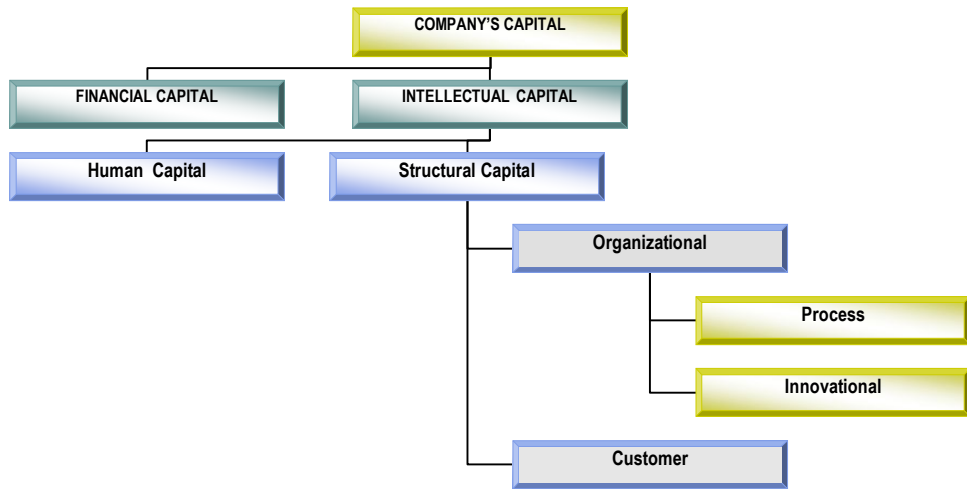 COMPANY’S CAPITAL
FINANCIAL CAPITAL
INTELLECTUAL CAPITAL
Human Capital
Structural Capital
Organizational
Process
Innovational
Customer